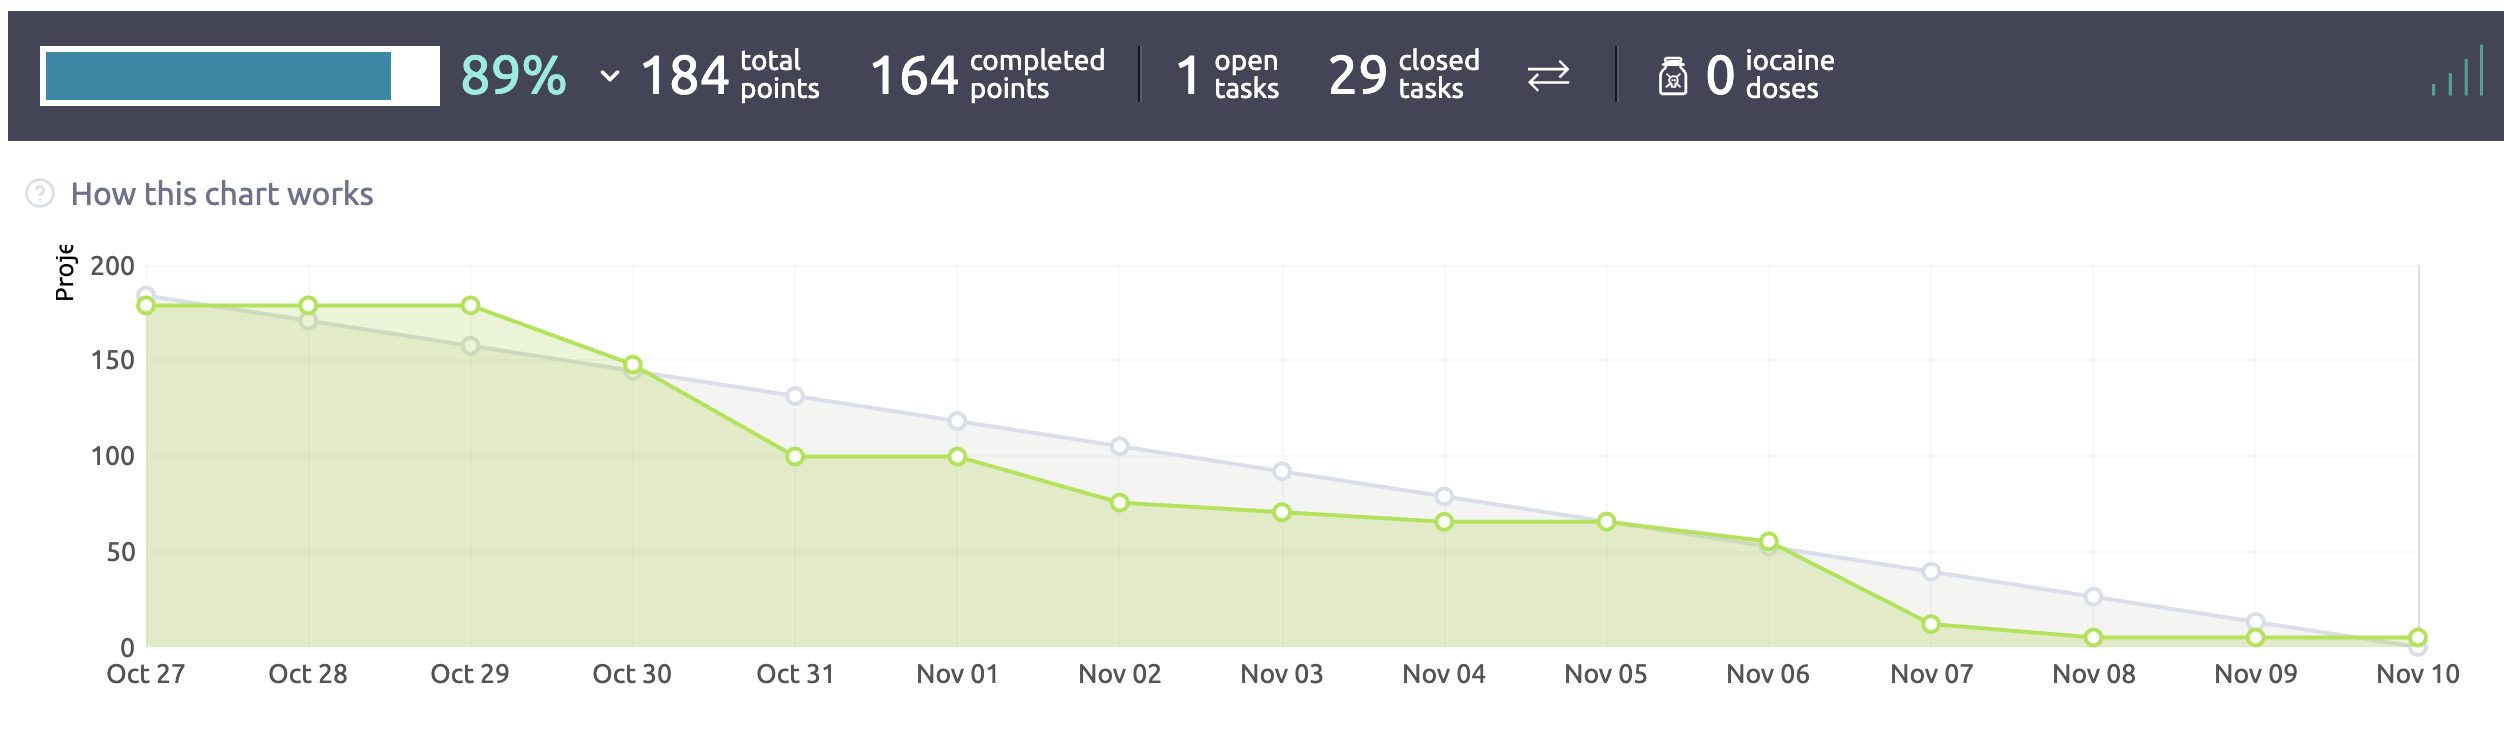 89% 184 total points 164 completed points 1 open tasks 29 closed tasks 0 iocaine doses
? How this chart works
Proje
200
150
100
50
0
Oct 27 Oct 28 Oct 29 Oct 30 Oct 31 Nov 01 Nov 02 Nov 03 Nov 04 Nov 05 Nov 06 Nov 07 Nov 08 Nov 09 Nov 10